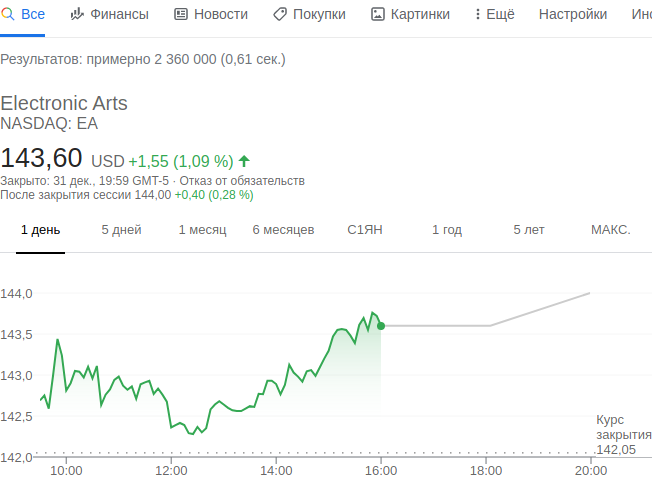 Все Финансы Новости Покупки Картинки Ещё Настройки Инс
Результатов: примерно 2 360 000 (0,61 сек.)
Electronic Arts
NASDAQ: EA
143,60 USD +1,55 (1,09 %)
Закрыто: 31 дек., 19:59 GMT-5 · Отказ от обязательств
После закрытия сессии 144,00 +0,40 (0,28 %)
1 день 5 дней 1 месяц 6 месяцев С1ЯН 1 год 5 лет МАКС.
144,0
143,5
143,0
142,5
Курс
закрытия
142,05
142,0
10:00 12:00 14:00 16:00 18:00 20:00